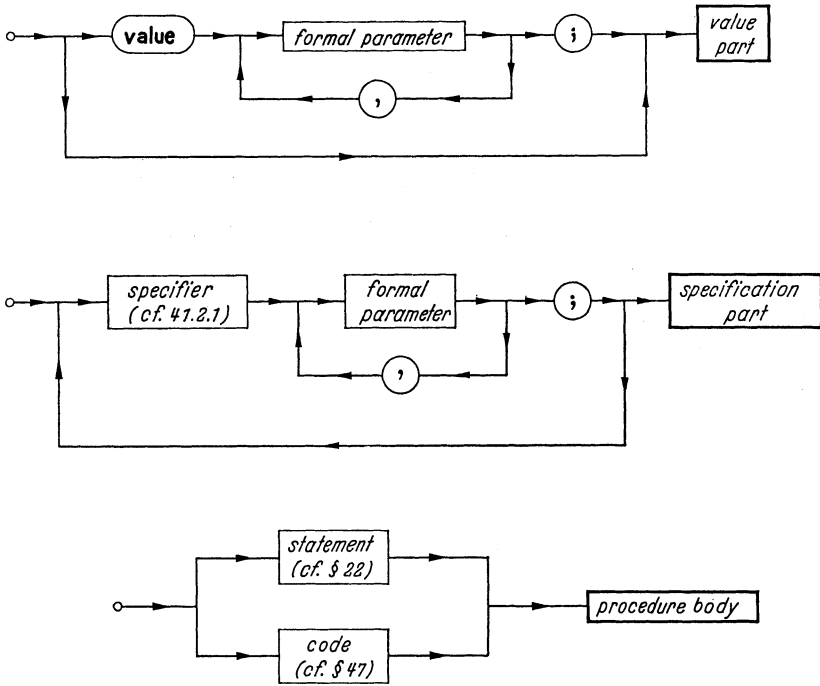 value
formal parameter
;
value
part
,
specifier
(cf. 41.2.1)
formal
parameter
;
specification
part
,
statement
(cf. § 22)
procedure body
code
(cf. § 47)